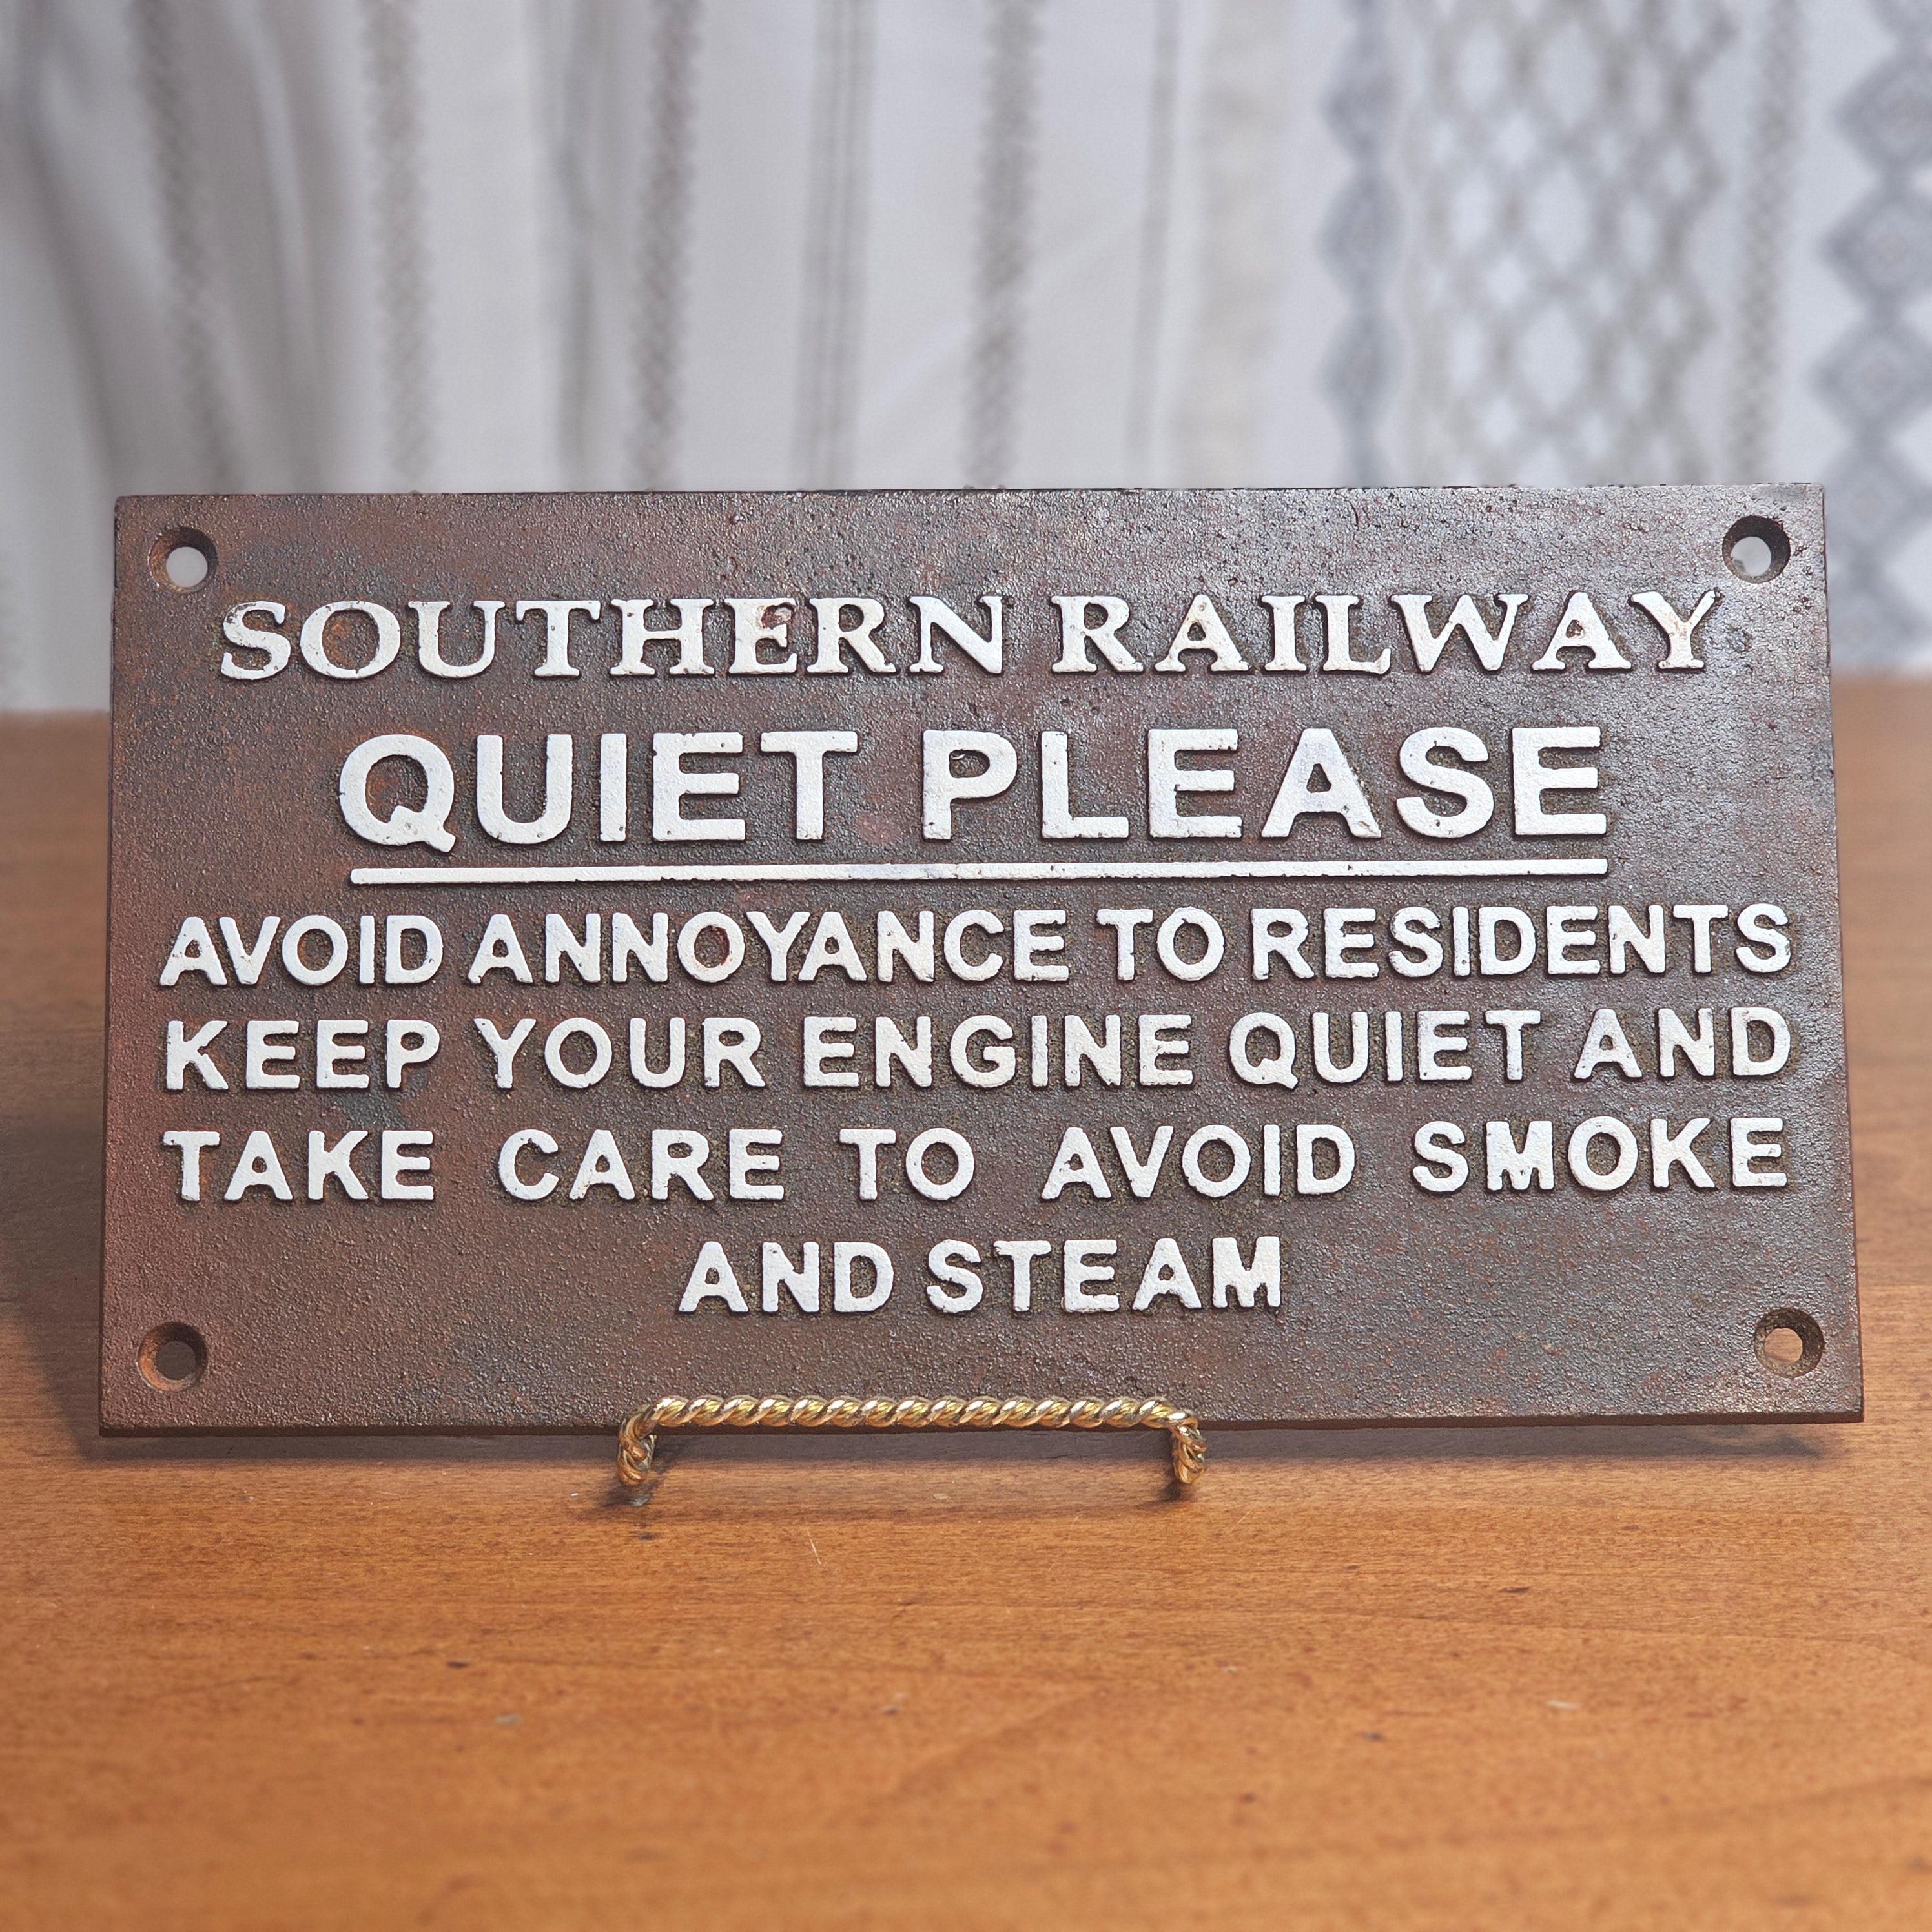 SOUTHERN RAILWAY
QUIET PLEASE
AVOID ANNOYANCE TO RESIDENTS
KEEP YOUR ENGINE QUIET AND
TAKE CARE TO AVOID SMOKE
AND STEAM